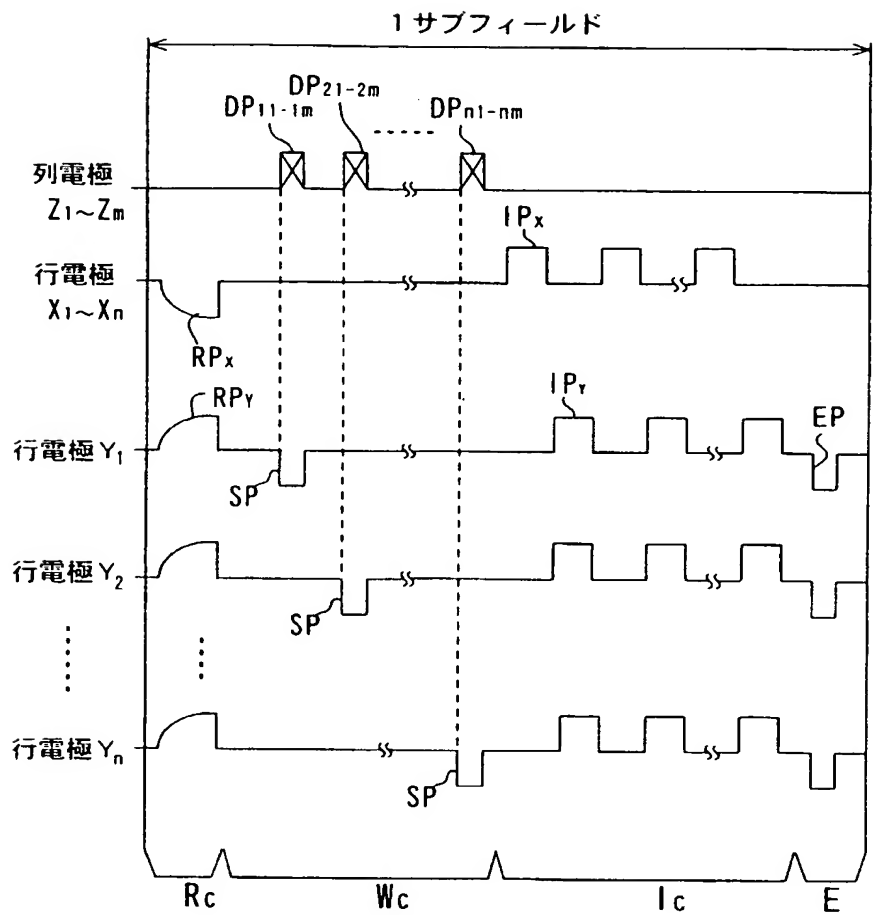 1サブフィールド
DP11-1m
DP21-2m
DPn1-nm
列電極
Z1~Zm
IPX
行電極
X1~Xn
RPX
RPY
IPY
EP
行電極Y1
SP
行電極Y2
SP
行電極Yn
SP
Rc
Wc
Ic
E